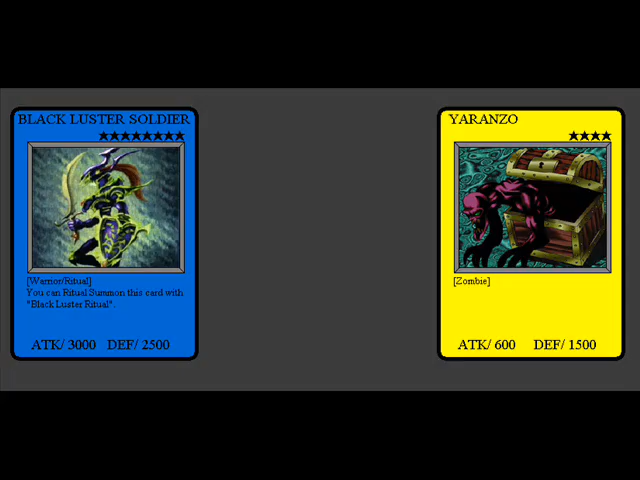 BLACK LUSTER SOLDIER
[Warrior/Ritual]
You can Ritual Summon this card with
"Black Luster Ritual".
ATK/ 3000 DEF/ 2500
YARANZO
[Zombie]
ATK/ 600 DEF/ 1500